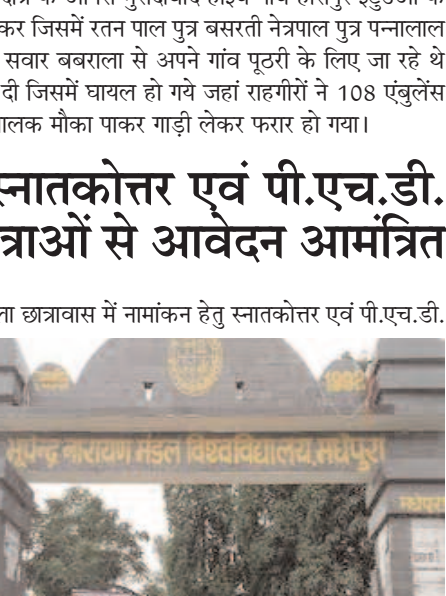 कर जिसमें रतन पाल पुत्र बसरती नेत्रपाल पुत्र पन्नालाल
सवार बबराला से अपने गांव पूठरी के लिए जा रहे थे
दी जिसमें घायल हो गये जहां राहगीरों ने 108 एंबुलेंस
मौका पाकर गाड़ी लेकर फरार हो गया।
स्नातकोत्तर एवं पी.एच.डी.
से आवेदन आमंत्रित
छात्रावास में नामांकन हेतु स्नातकोत्तर एवं पी.एच.डी.
1992
भूपेन्द्र नारायण मंडल विश्वविद्यालय, मधेपुरा